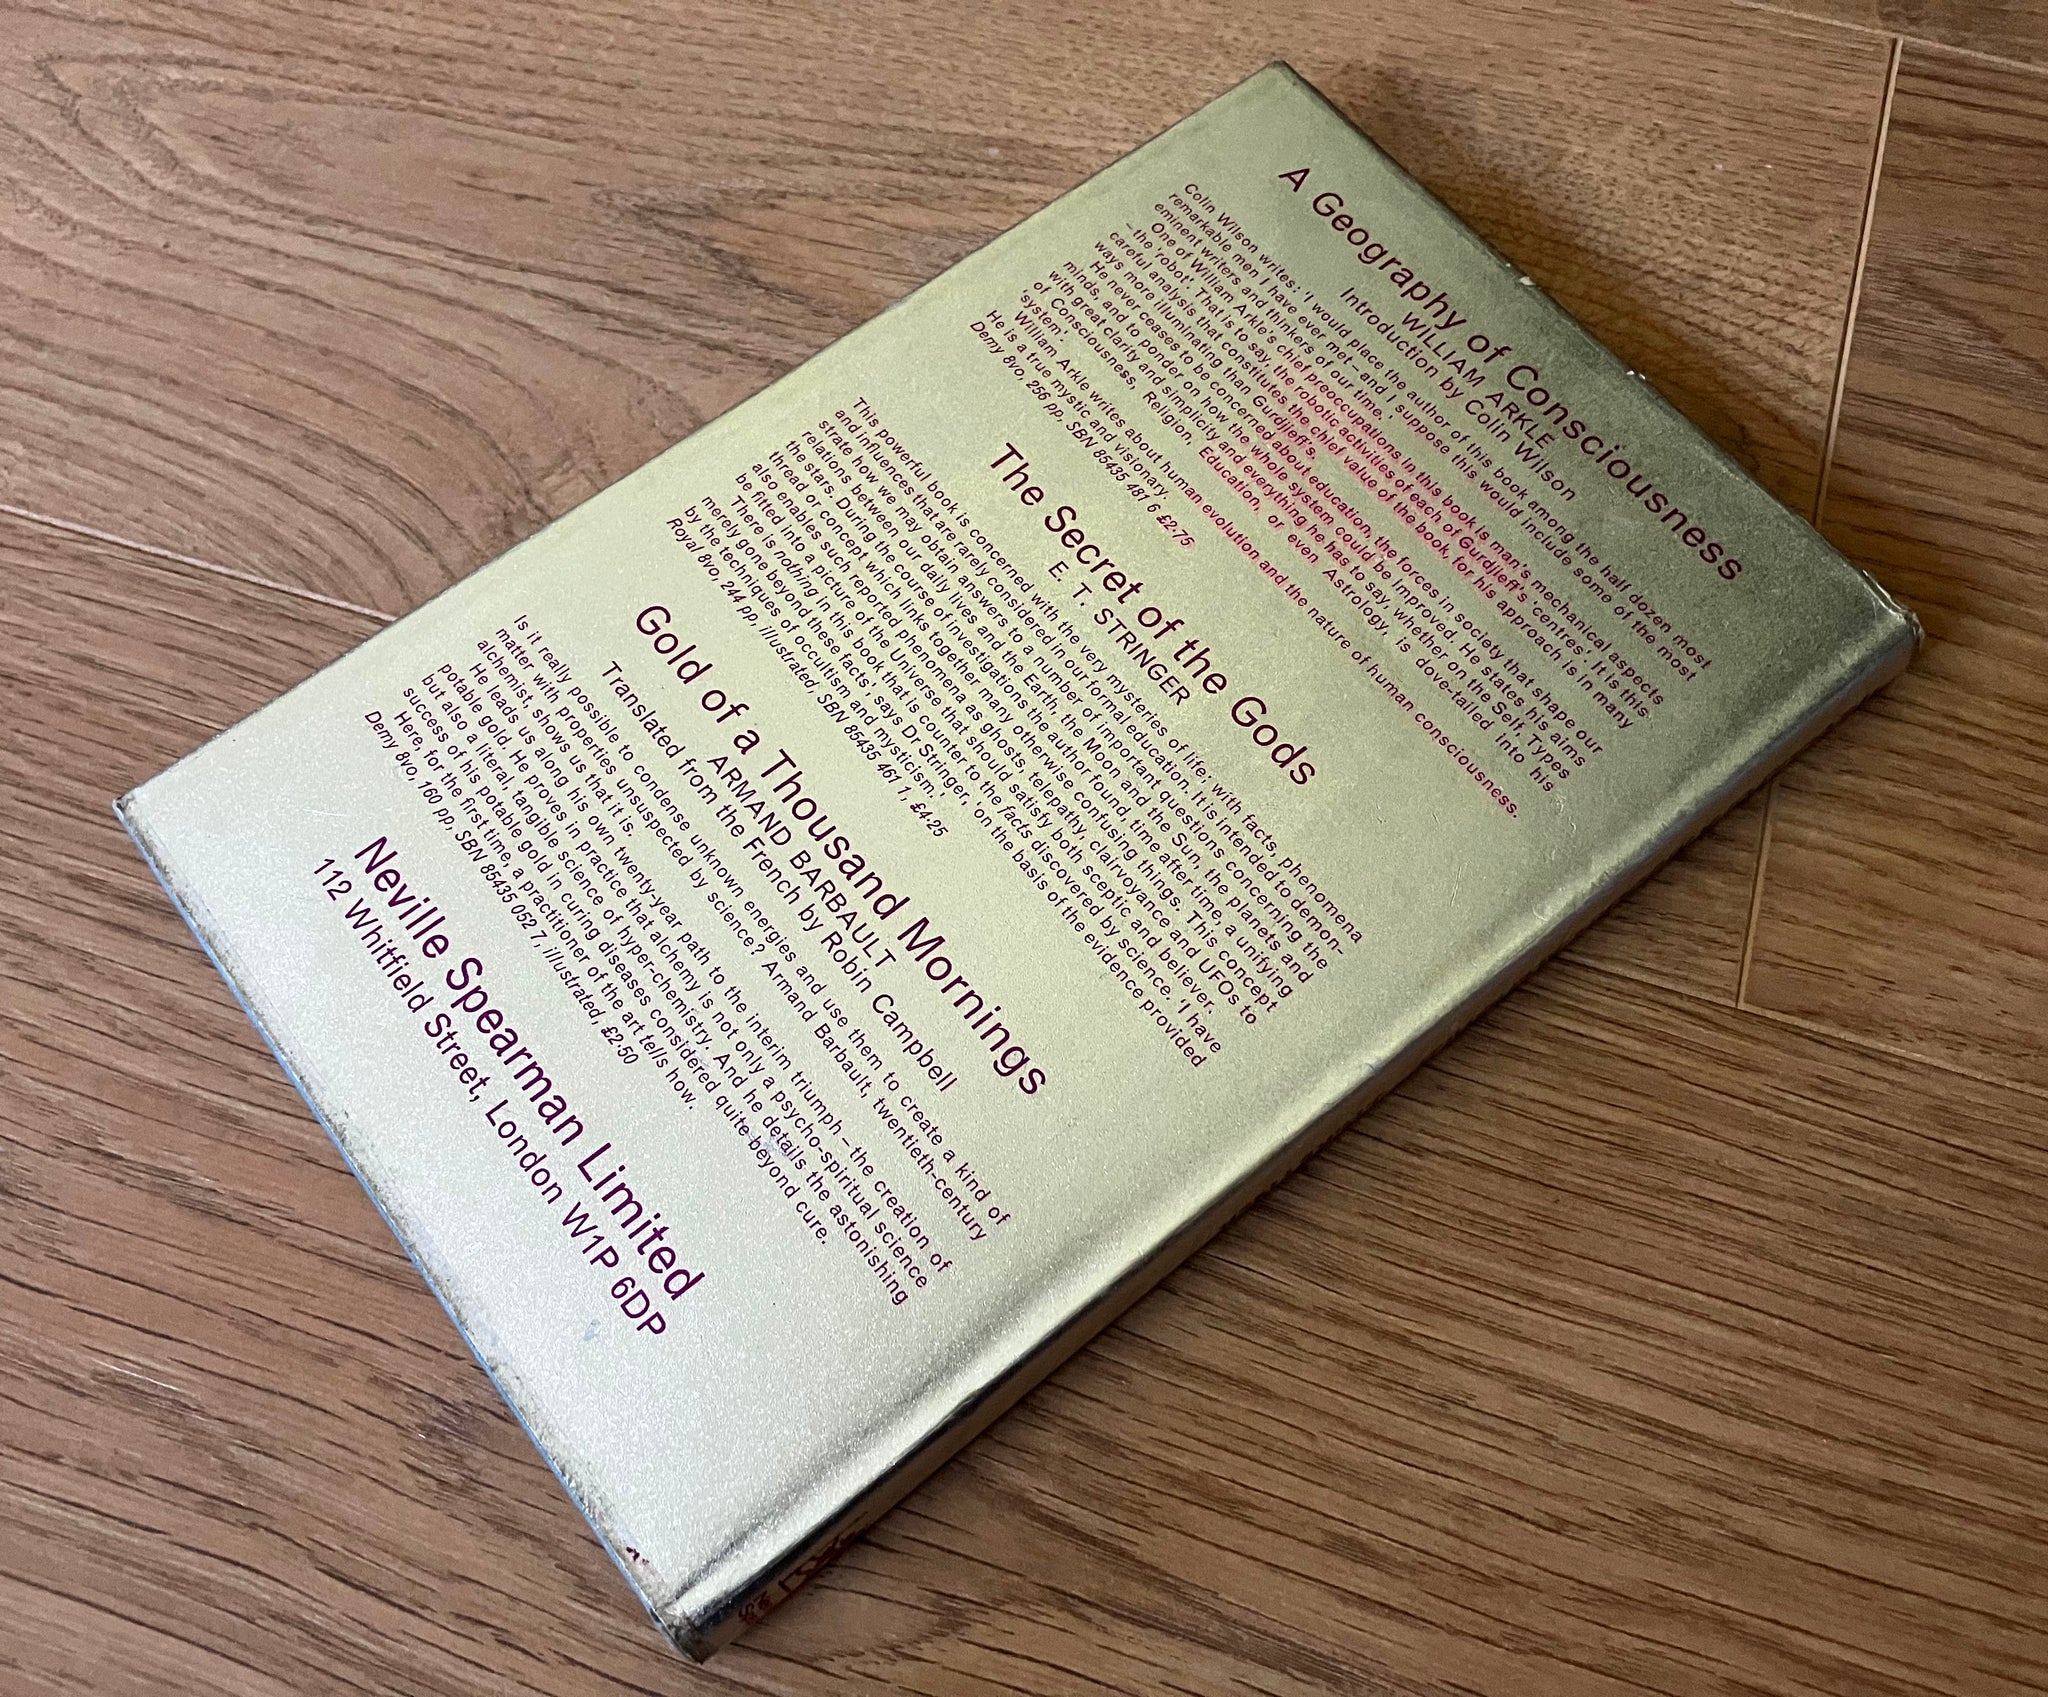 A Geography of Consciousness
WILLIAM ARKLE
Introduction by Colin Wilson
Colin Wilson writes: 'I would place the author of this book among the half dozen most
remarkable men I have ever met – and I suppose this would include some of the most
eminent writers and thinkers of our time.'
One of William Arkle's chief preoccupations in this book is man's mechanical aspects
– the 'robot'. That is to say, the robotic activities of each of Gurdjieff's 'centres'. It is this
careful analysis that constitutes the chief value of the book, for his approach is in many
ways more illuminating than Gurdjieff's.
He never ceases to be concerned about education, the forces in society that shape our
minds, and to ponder on how the whole system could be improved. He states his aims
with great clarity and simplicity and everything he has to say, whether on the Self, Types
of Consciousness, Religion, Education, or even Astrology, is dove-tailed into his
'system'.
William Arkle writes about human evolution and the nature of human consciousness.
He is a true mystic and visionary.
Demy 8vo, 256 pp, SBN 85435 481 6 £2·75
The Secret of the Gods
E. T. STRINGER
This powerful book is concerned with the very mysteries of life; with facts, phenomena
and influences that are rarely considered in our formal education. It is intended to demon-
strate how we may obtain answers to a number of important questions concerning the
relations between our daily lives and the Earth, the Moon and the Sun, the planets and
the stars. During the course of investigations the author found, time after time, a unifying
thread or concept which links together many otherwise confusing things. This concept
also enables such reported phenomena as ghosts, telepathy, clairvoyance and UFOs to
be fitted into a picture of the Universe that should satisfy both sceptic and believer.
There is nothing in this book that is counter to the facts discovered by science. 'I have
merely gone beyond these facts', says Dr Stringer, 'on the basis of the evidence provided
by the techniques of occultism and mysticism.'
Royal 8vo, 244 pp, illustrated, SBN 85435 461 1, £4·25
Gold of a Thousand Mornings
ARMAND BARBAULT
Translated from the French by Robin Campbell
Is it really possible to condense unknown energies and use them to create a kind of
matter with properties unsuspected by science? Armand Barbault, twentieth-century
alchemist, shows us that it is.
He leads us along his own twenty-year path to the interim triumph – the creation of
potable gold. He proves in practice that alchemy is not only a psycho-spiritual science
but also a literal, tangible science of hyper-chemistry. And he details the astonishing
success of his potable gold in curing diseases considered quite beyond cure.
Here, for the first time, a practitioner of the art tells how.
Demy 8vo, 160 pp, SBN 85435 052 7, illustrated, £2·50
Neville Spearman Limited
112 Whitfield Street, London W1P 6DP